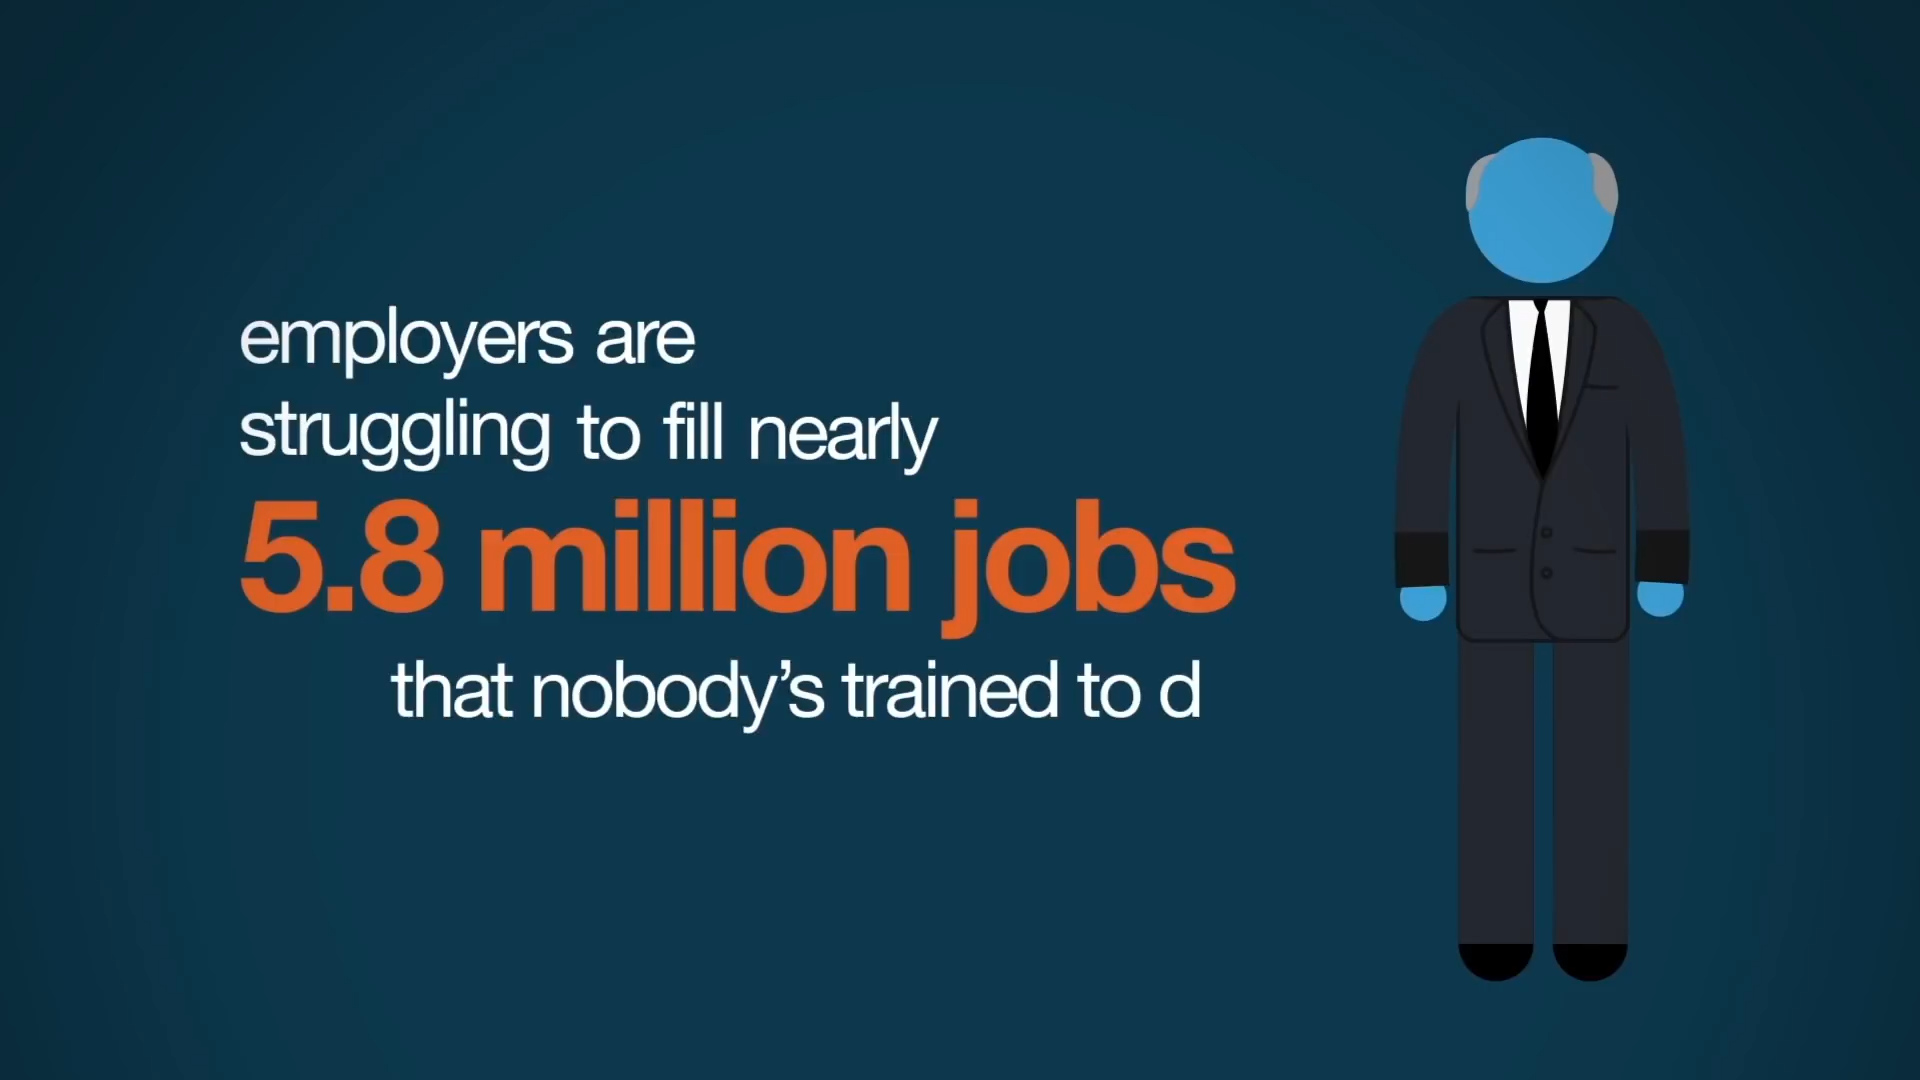 employers are
struggling to fill nearly
5.8 million jobs
that nobody’s trained to d